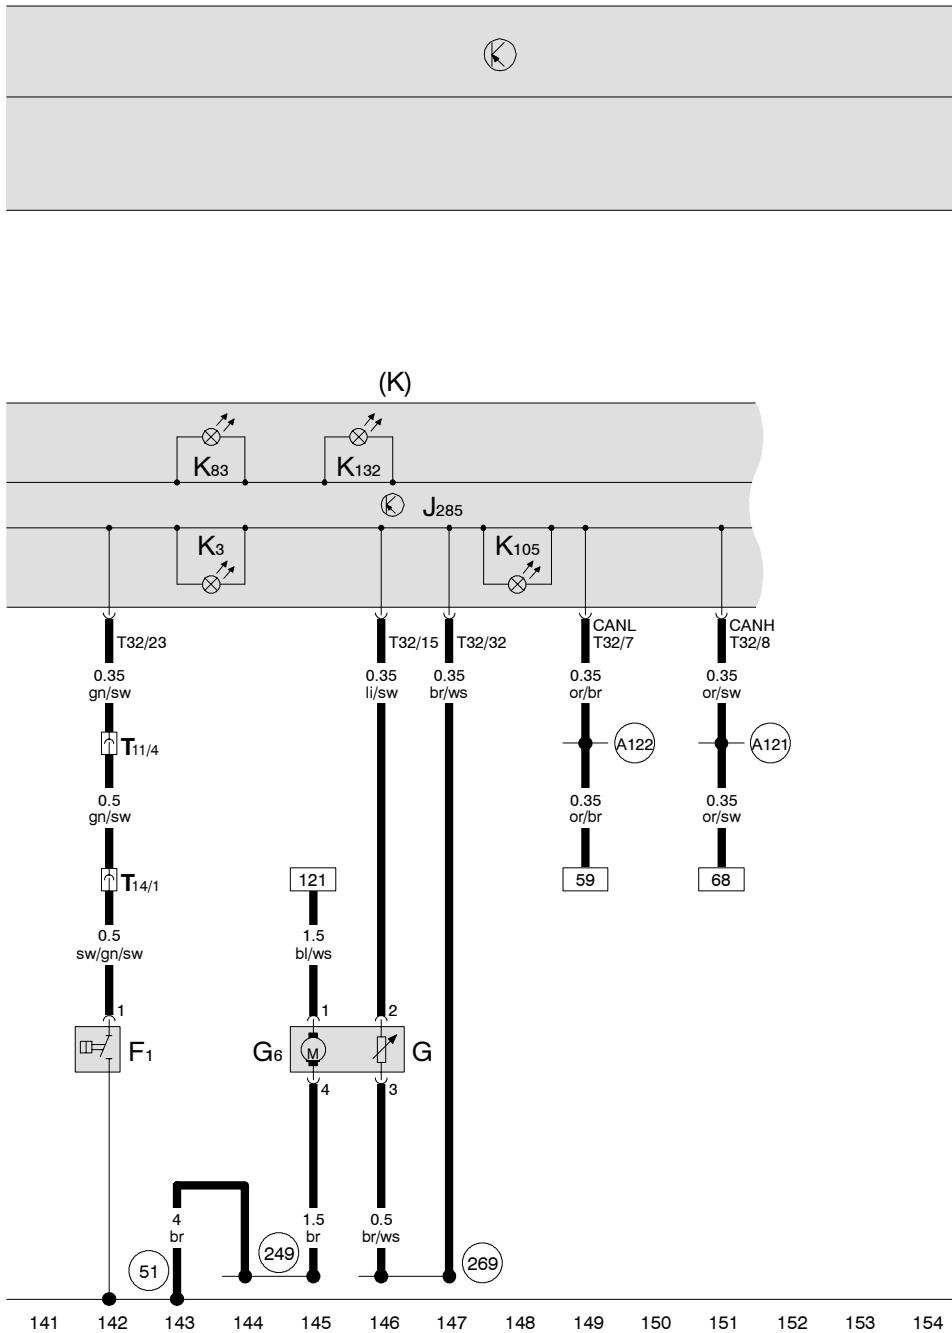 (K)
K83
K132
J285
K3
K105
T32/23
T32/15
T32/32
CANL
T32/7
CANH
T32/8
0.35
gn/sw
0.35
li/sw
0.35
br/ws
0.35
or/br
0.35
or/sw
T11/4
A122
A121
0.5
gn/sw
0.35
or/br
0.35
or/sw
T14/1
121
59
68
0.5
sw/gn/sw
1.5
bl/ws
1
1
2
F1
G6
M
G
4
3
4
br
1.5
br
0.5
br/ws
51
249
269
141 142 143 144 145 146 147 148 149 150 151 152 153 154